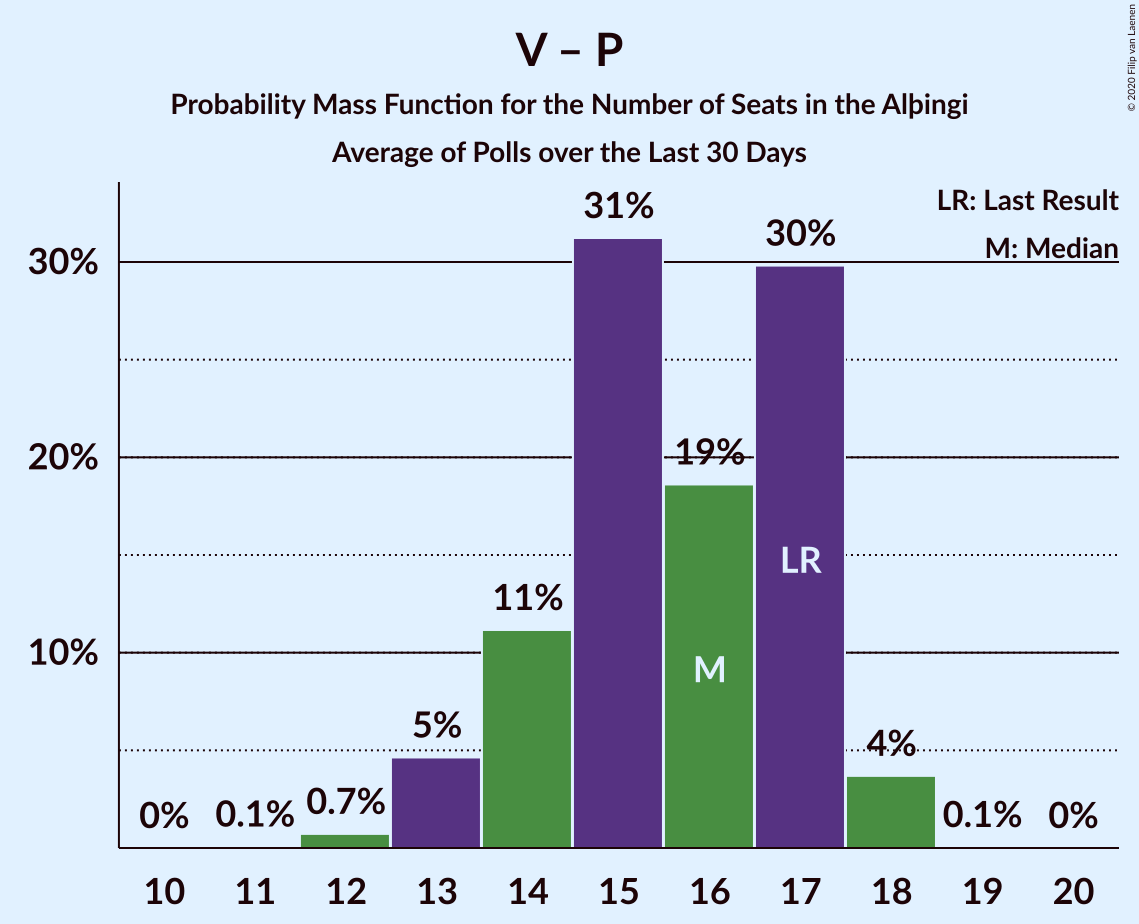 V – P
Probability Mass Function for the Number of Seats in the Alþingi
Average of Polls over the Last 30 Days
© 2020 Filip van Laenen
LR: Last Result
M: Median
30%
20%
10%
0%
0.1%
0.7%
5%
11%
31%
19%
30%
4%
0.1%
0%
M
LR
10 11 12 13 14 15 16 17 18 19 20